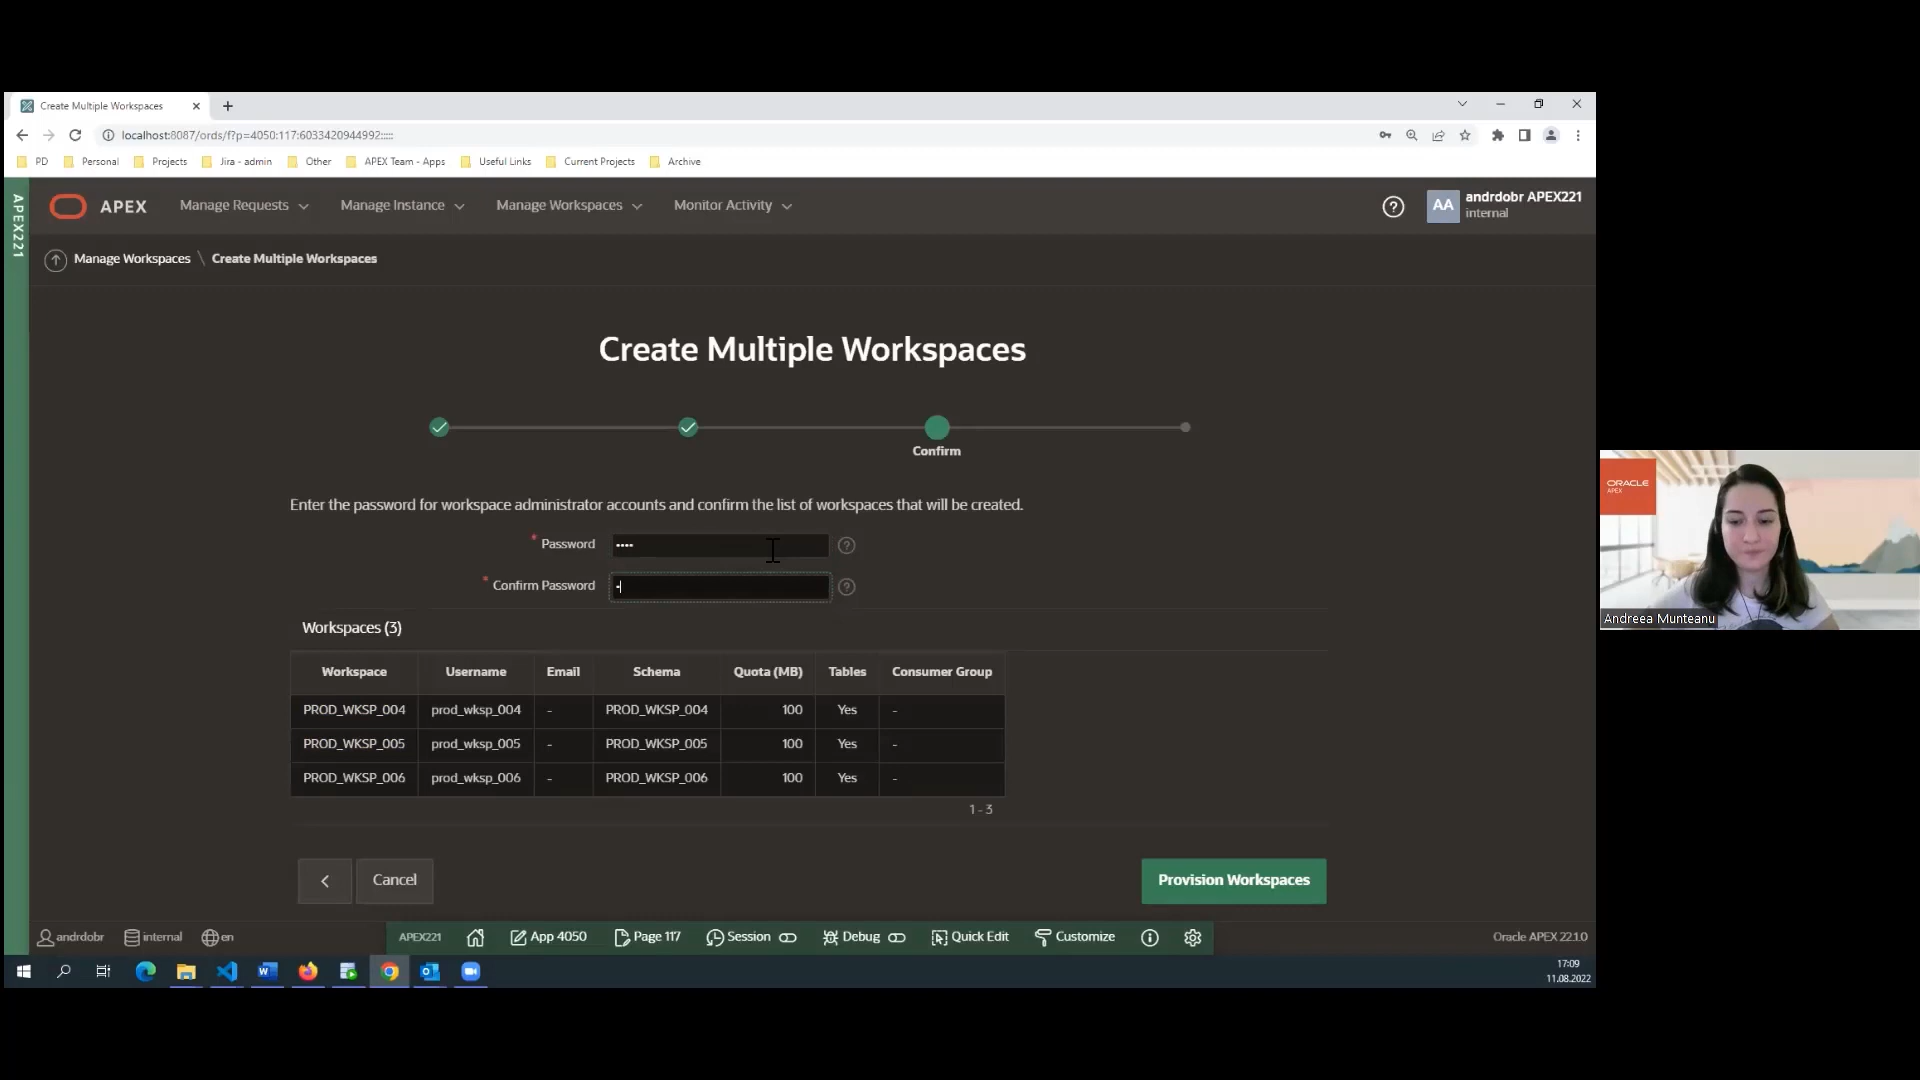 Create Multiple Workspaces
localhost:8087/ords/f?p=4050:117:6033420944992:::::
PD Personal Projects Jira - admin Other APEX Team - Apps Useful Links Current Projects Archive
APEX221
APEX Manage Requests Manage Instance Manage Workspaces Monitor Activity
AA andrdobr APEX221
internal
Manage Workspaces \ Create Multiple Workspaces
Create Multiple Workspaces
Confirm
Enter the password for workspace administrator accounts and confirm the list of workspaces that will be created.
* Password ••••
* Confirm Password
Workspaces (3)
Workspace Username Email Schema Quota (MB) Tables Consumer Group
PROD_WKSP_004 prod_wksp_004 - PROD_WKSP_004 100 Yes -
PROD_WKSP_005 prod_wksp_005 - PROD_WKSP_005 100 Yes -
PROD_WKSP_006 prod_wksp_006 - PROD_WKSP_006 100 Yes -
1 - 3
Cancel Provision Workspaces
andrdobr internal en APEX221 App 4050 Page 117 Session Debug Quick Edit Customize Oracle APEX 22.1.0
17:09
11.08.2022
ORACLE
APEX
Andreea Munteanu